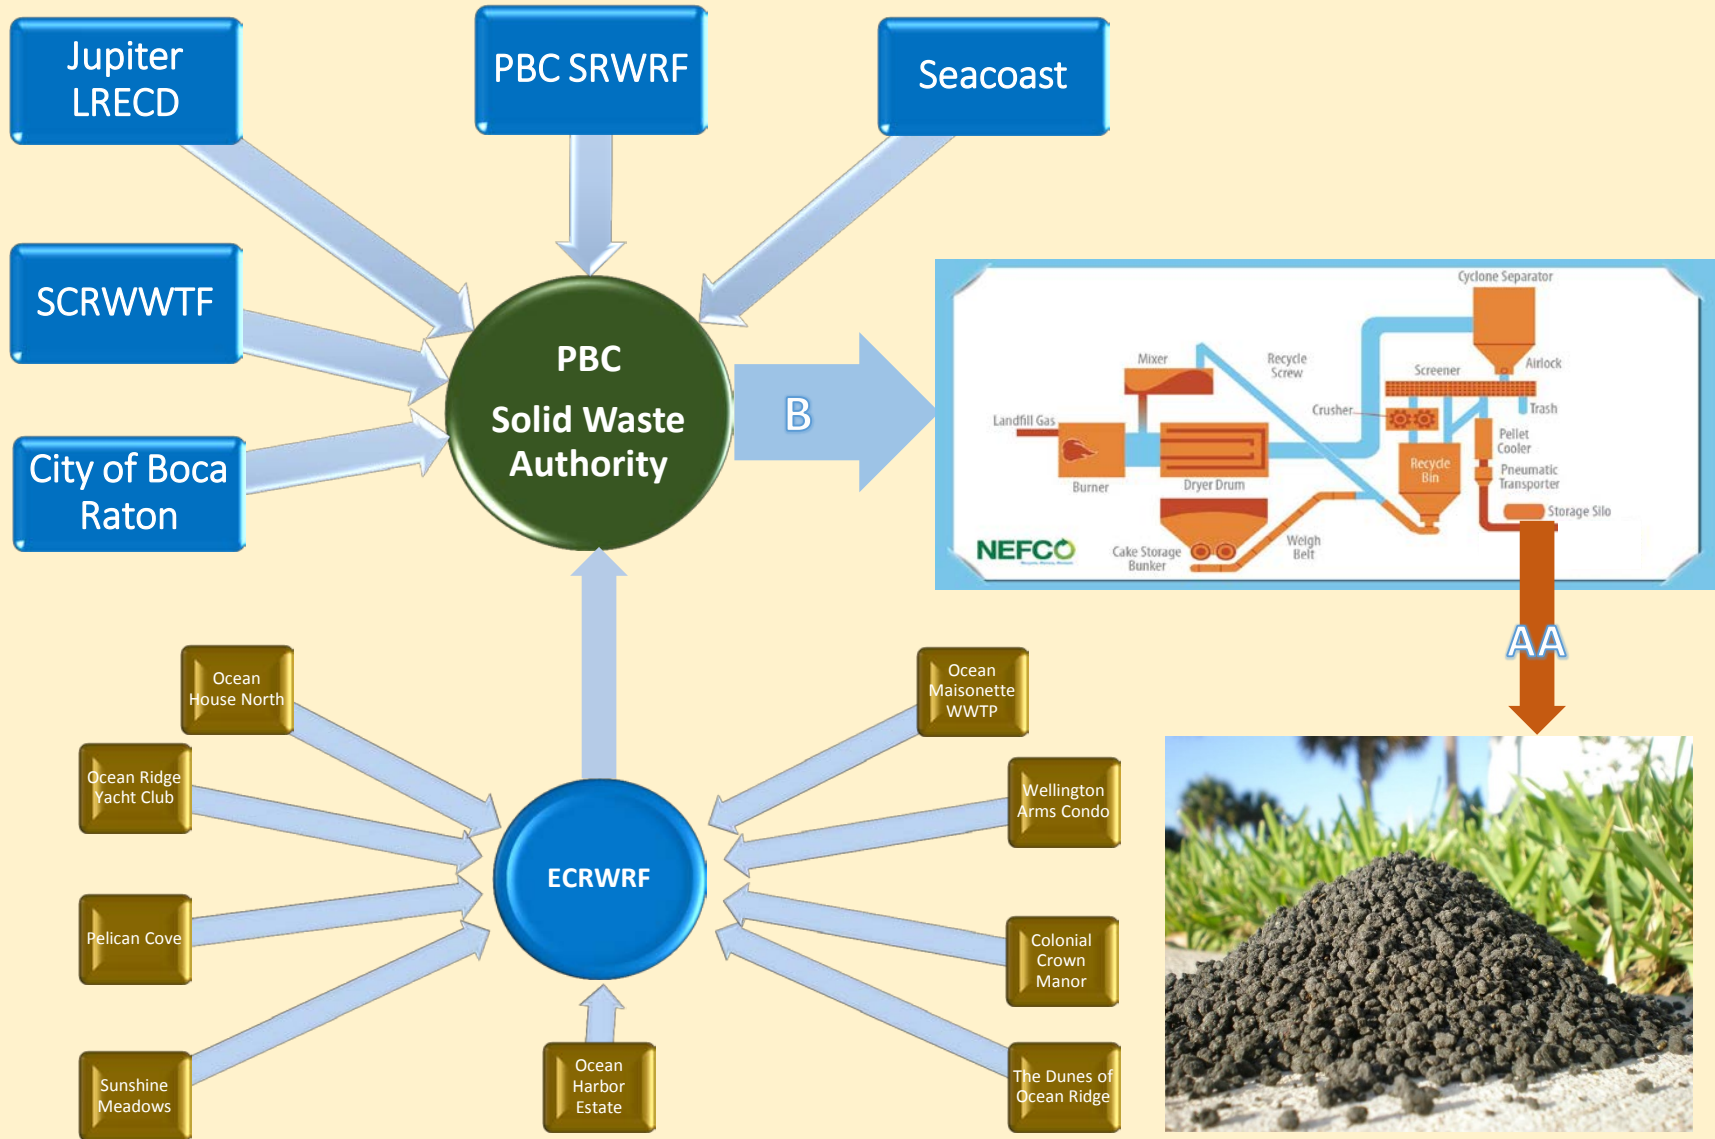 Jupiter
LRECD
PBC SRWRF
Seacoast
SCRWWTF
City of Boca
Raton
PBC
Solid Waste
Authority
B
Cyclone Separator
Airlock
Mixer
Recycle
Screw
Screener
Trash
Crusher
Landfill Gas
Pellet
Cooler
Recycle
Bin
Pneumatic
Transporter
Burner
Dryer Drum
Storage Silo
Weigh
Belt
Cake Storage
Bunker
NEFCO
AA
Ocean
House North
Ocean
Maisonette
WWTP
Ocean Ridge
Yacht Club
Wellington
Arms Condo
ECRWRF
Pelican Cove
Colonial
Crown
Manor
Sunshine
Meadows
Ocean
Harbor
Estate
The Dunes of
Ocean Ridge